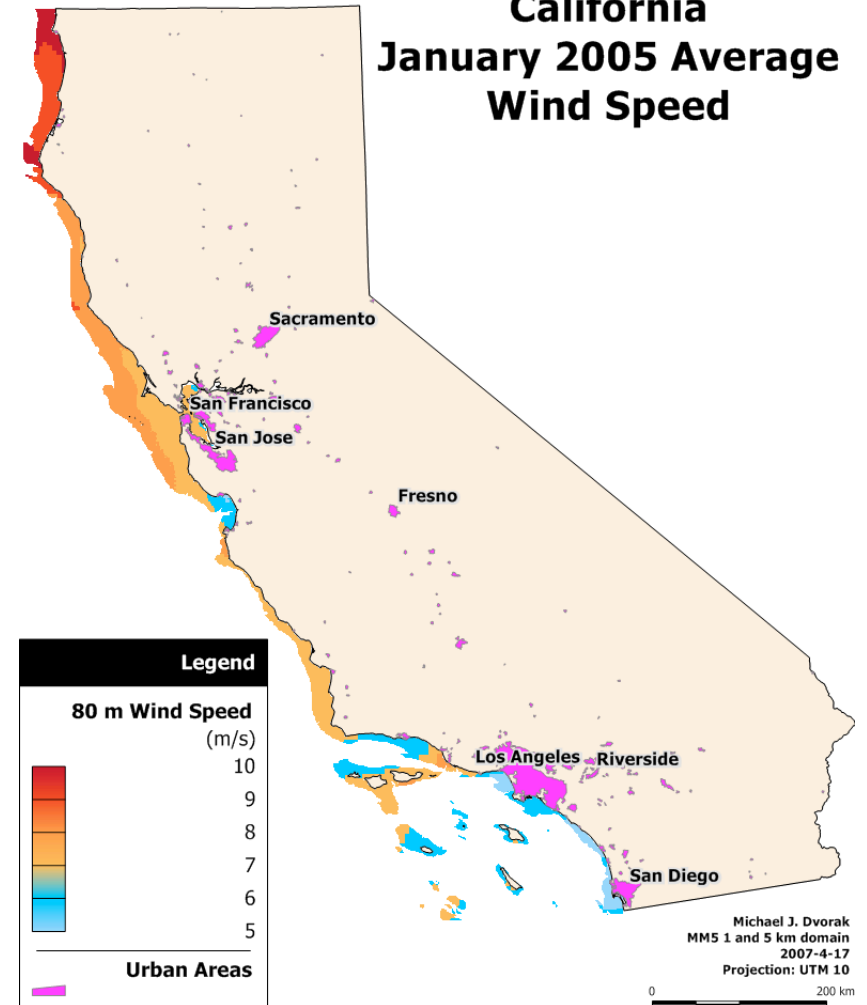 California
January 2005 Average
Wind Speed
Sacramento
San Francisco
San Jose
Fresno
Los Angeles
Riverside
San Diego
Legend
80 m Wind Speed
(m/s)
10
9
8
7
6
5
Urban Areas
Michael J. Dvorak
MM5 1 and 5 km domain
2007-4-17
Projection: UTM 10
0 200 km